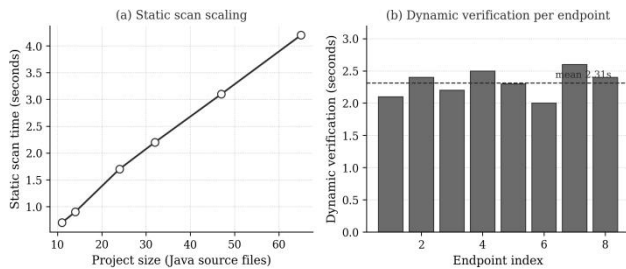 (a) Static scan scaling
Static scan time (seconds)
4.0
3.5
3.0
2.5
2.0
1.5
1.0
10 20 30 40 50 60
Project size (Java source files)
(b) Dynamic verification per endpoint
Dynamic verification (seconds)
3.0
2.5
2.0
1.5
1.0
0.5
0.0
mean 2.31s
2 4 6 8
Endpoint index